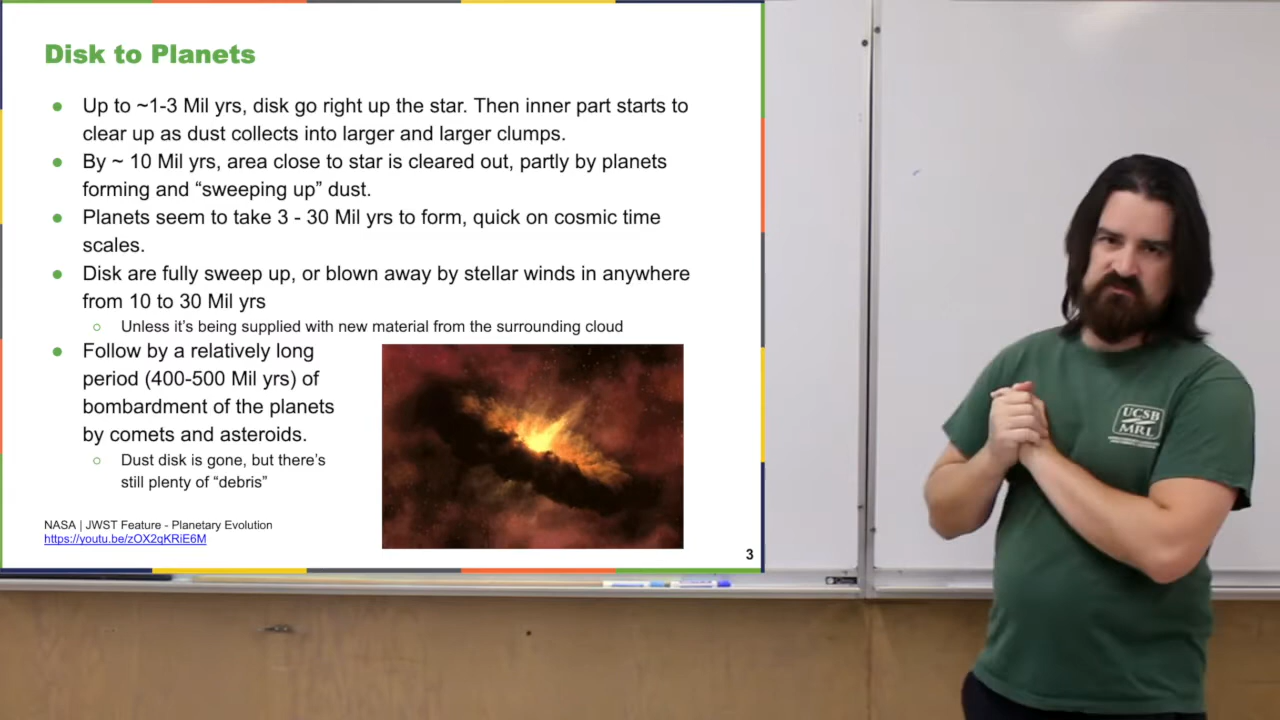 Disk to Planets
Up to ~1-3 Mil yrs, disk go right up the star. Then inner part starts to
clear up as dust collects into larger and larger clumps.
By ~ 10 Mil yrs, area close to star is cleared out, partly by planets
forming and “sweeping up” dust.
Planets seem to take 3 - 30 Mil yrs to form, quick on cosmic time
scales.
Disk are fully sweep up, or blown away by stellar winds in anywhere
from 10 to 30 Mil yrs
Unless it’s being supplied with new material from the surrounding cloud
Follow by a relatively long
period (400-500 Mil yrs) of
bombardment of the planets
by comets and asteroids.
Dust disk is gone, but there’s
still plenty of “debris”
NASA | JWST Feature - Planetary Evolution
https://youtu.be/zOX2qKRiE6M
3
UCSB
MRL